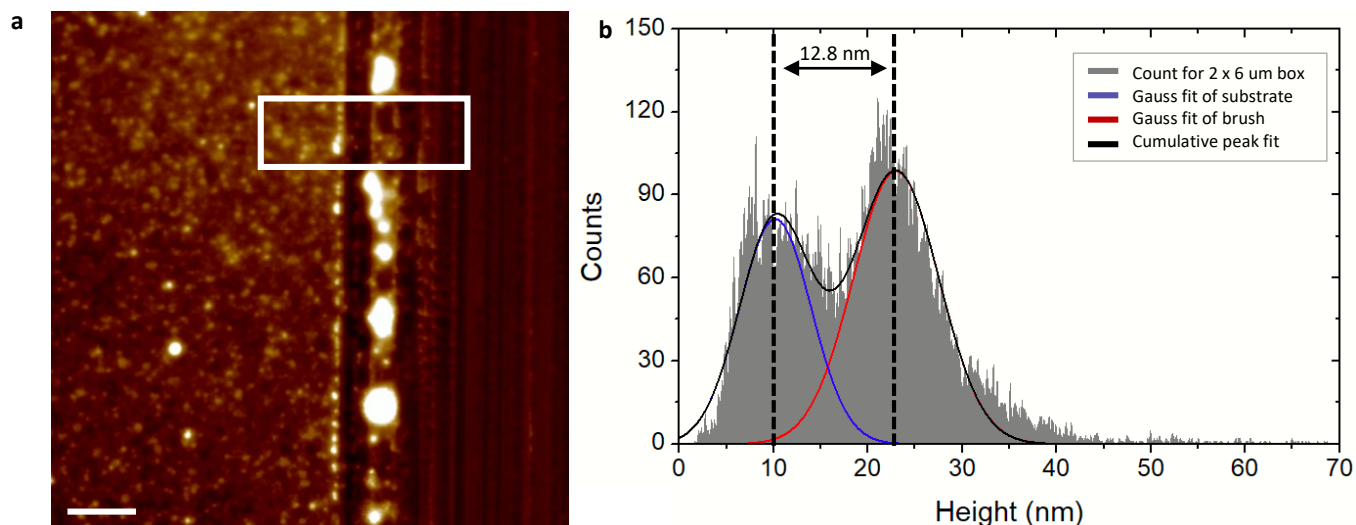 a
b
150
120
90
60
30
0
Counts
12.8 nm
Count for 2 x 6 um box
Gauss fit of substrate
Gauss fit of brush
Cumulative peak fit
0 10 20 30 40 50 60 70
Height (nm)